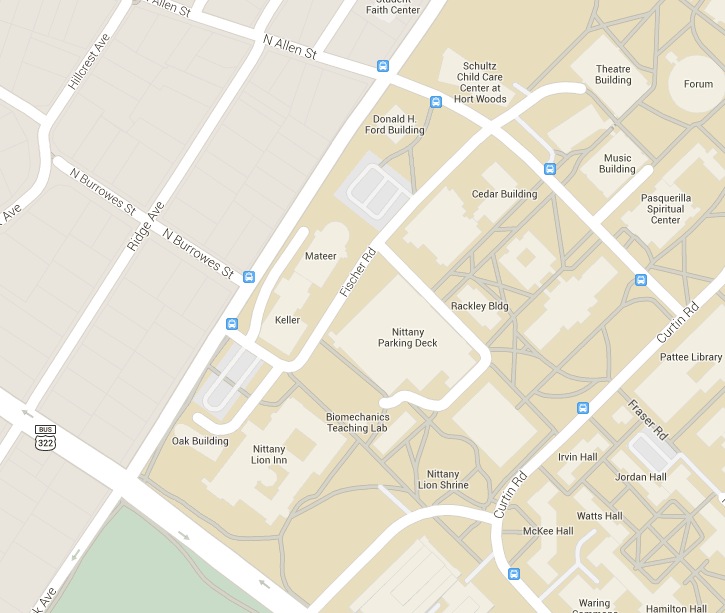 Student
Faith Center
Allen St
N Allen St
Hillcrest Ave
Schultz
Child Care
Center at
Hort Woods
Theatre
Building
Forum
Donald H.
Ford Building
Music
Building
N Burrowes St
Cedar Building
Pasquerilla
Spiritual
Center
Ave
Ridge Ave
N Burrowes St
Mateer
Fischer Rd
Rackley Bldg
Keller
Nittany
Parking Deck
Curtin Rd
Pattee Library
Biomechanics
Teaching Lab
Fraser Rd
BUS
322
Oak Building
Nittany
Lion Inn
Irvin Hall
Nittany
Lion Shrine
Jordan Hall
Curtin Rd
Watts Hall
McKee Hall
k Ave
Waring
Commons
Hamilton Hall